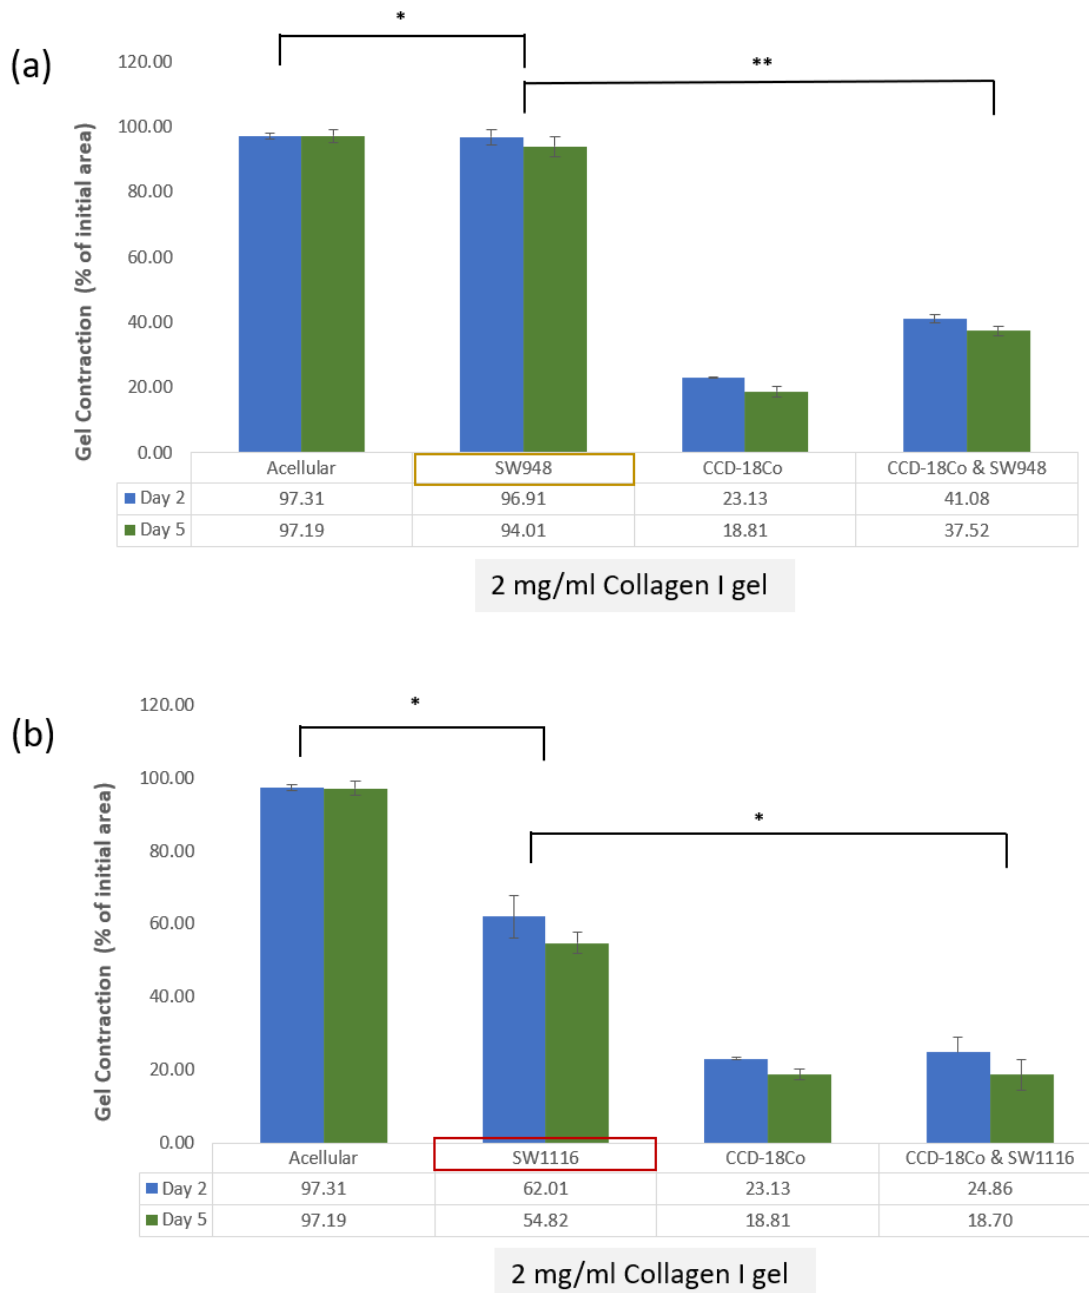 *
(a)
120.00
**
100.00
80.00
60.00
40.00
20.00
0.00
Gel Contraction (% of initial area)
Acellular SW948 CCD-18Co CCD-18Co & SW948
Day 2 97.31 96.91 23.13 41.08
Day 5 97.19 94.01 18.81 37.52
2 mg/ml Collagen I gel
120.00
*
(b)
100.00
*
80.00
60.00
40.00
20.00
0.00
Gel Contraction (% of initial area)
Acellular SW1116 CCD-18Co CCD-18Co & SW1116
Day 2 97.31 62.01 23.13 24.86
Day 5 97.19 54.82 18.81 18.70
2 mg/ml Collagen I gel